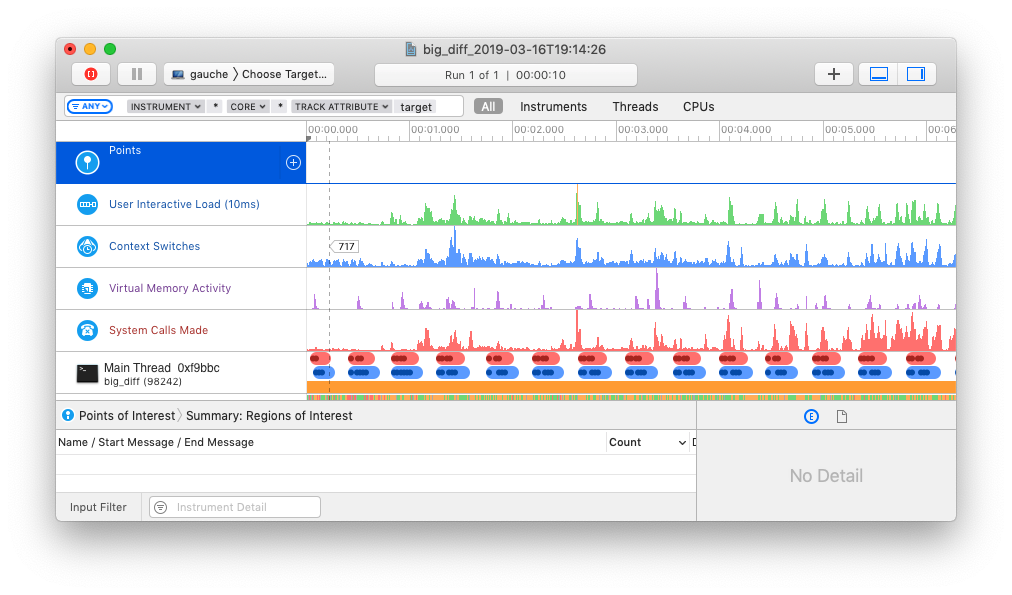 big_diff_2019-03-16T19:14:26
gauche 〉Choose Target...
Run 1 of 1 | 00:00:10
ANY INSTRUMENT * CORE * TRACK ATTRIBUTE target All Instruments Threads CPUs
00:00.000 00:01.000 00:02.000 00:03.000 00:04.000 00:05.000 00:06
Points
User Interactive Load (10ms)
Context Switches
717
Virtual Memory Activity
System Calls Made
Main Thread 0xf9bbc
big_diff (98242)
Points of Interest 〉Summary: Regions of Interest
E
Name / Start Message / End Message Count
No Detail
Input Filter Instrument Detail